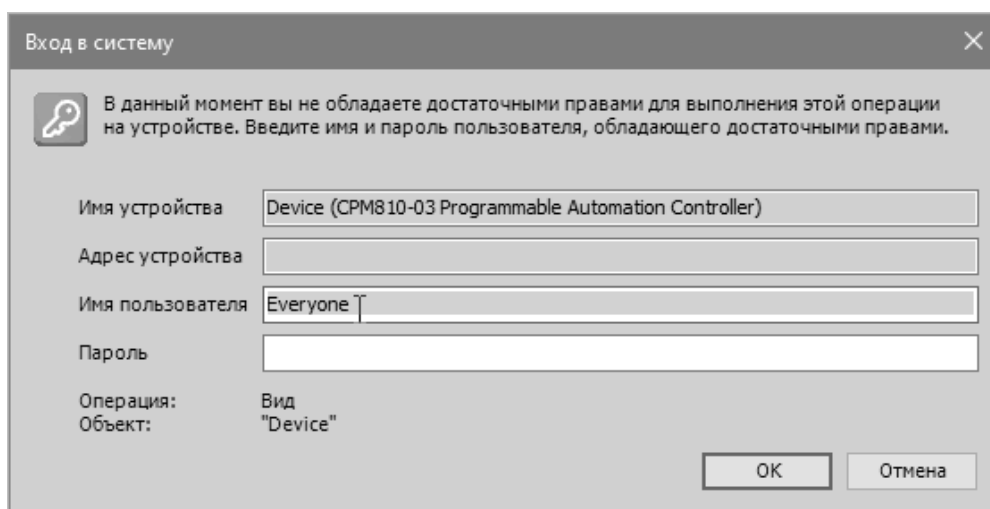 Вход в систему
В данный момент вы не обладаете достаточными правами для выполнения этой операции
на устройстве. Введите имя и пароль пользователя, обладающего достаточными правами.
Имя устройства Device (CPM810-03 Programmable Automation Controller)
Адрес устройства
Имя пользователя Everyone
Пароль
Операция: Вид
Объект: "Device"
OK Отмена